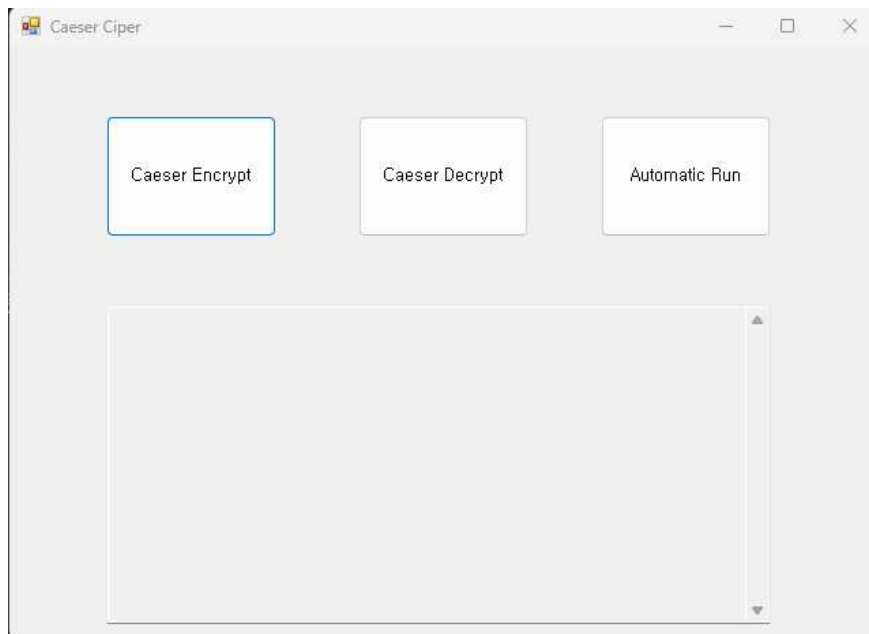 Caeser Ciper
Caeser Encrypt
Caeser Decrypt
Automatic Run